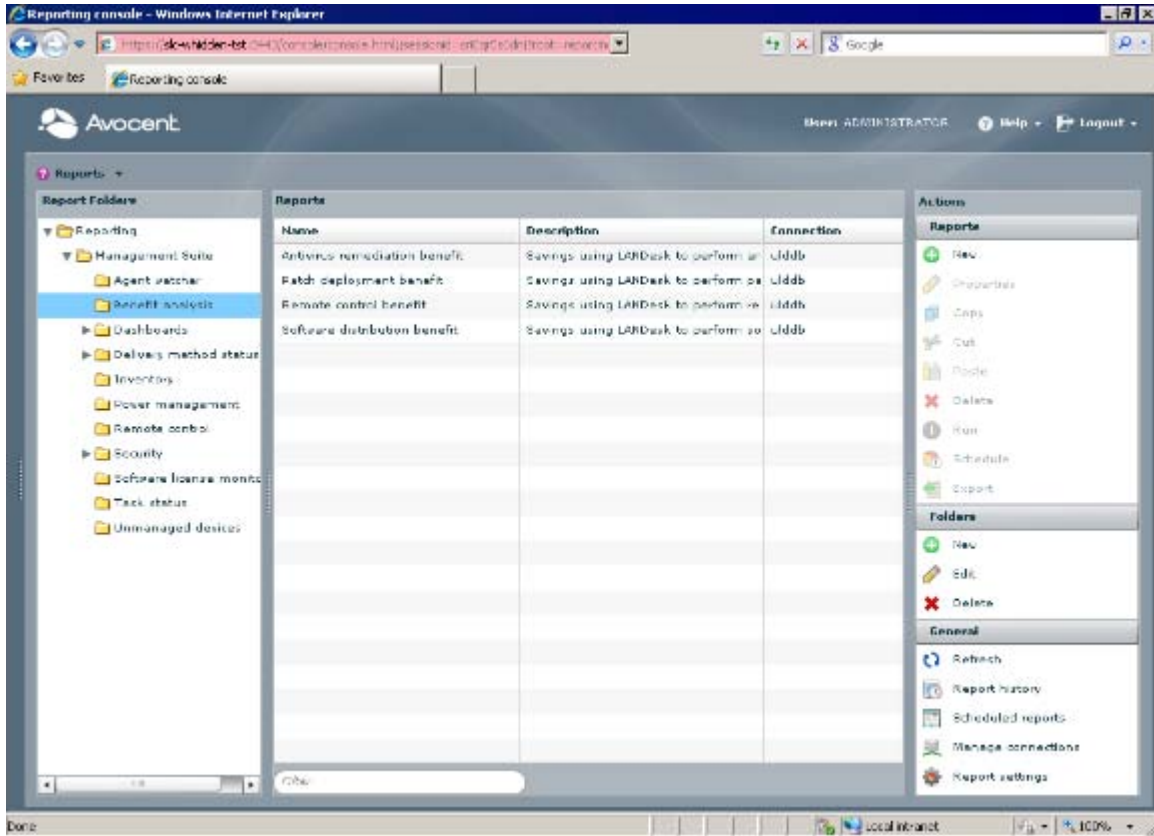 Reporting console - Windows Internet Explorer
Google
Favorites
Reporting console
Avocent
User: ADMINISTRATOR
Help
Logout
Reports
Report Folders
Reports
Actions
Reporting
Management Suite
Agent watcher
Benefit analysis
Dashboards
Delivery method status
Inventory
Power management
Remote control
Security
Software license monito
Task status
Unmanaged devices
Name Description Connection
Antivirus remediation benefit Savings using LANDesk to perform an ulddb
Patch deployment benefit Savings using LANDesk to perform pa ulddb
Remote control benefit Savings using LANDesk to perform re ulddb
Software distribution benefit Savings using LANDesk to perform so ulddb
Filter
Reports
New
Properties
Copy
Cut
Paste
Delete
Run
Schedule
Export
Folders
New
Edit
Delete
General
Refresh
Report history
Scheduled reports
Manage connections
Report settings
Done
Local intranet
100%